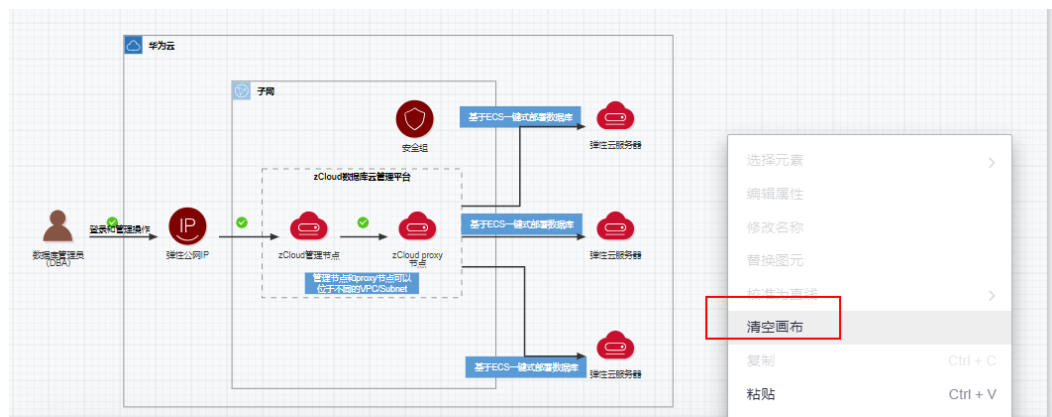 华为云
子网
安全组
基于ECS一键式部署数据库
弹性云服务器
zCloud数据库云管理平台
登录和管理操作
IP
基于ECS一键式部署数据库
数据库管理员
(DBA)
弹性公网IP
zCloud管理节点
zCloud proxy
节点
弹性云服务器
管理节点和proxy节点可以
位于不同的VPC/Subnet
基于ECS一键式部署数据库
弹性云服务器
选择元素
编辑属性
修改名称
替换图元
校准为直线
清空画布
复制 Ctrl + C
粘贴 Ctrl + V